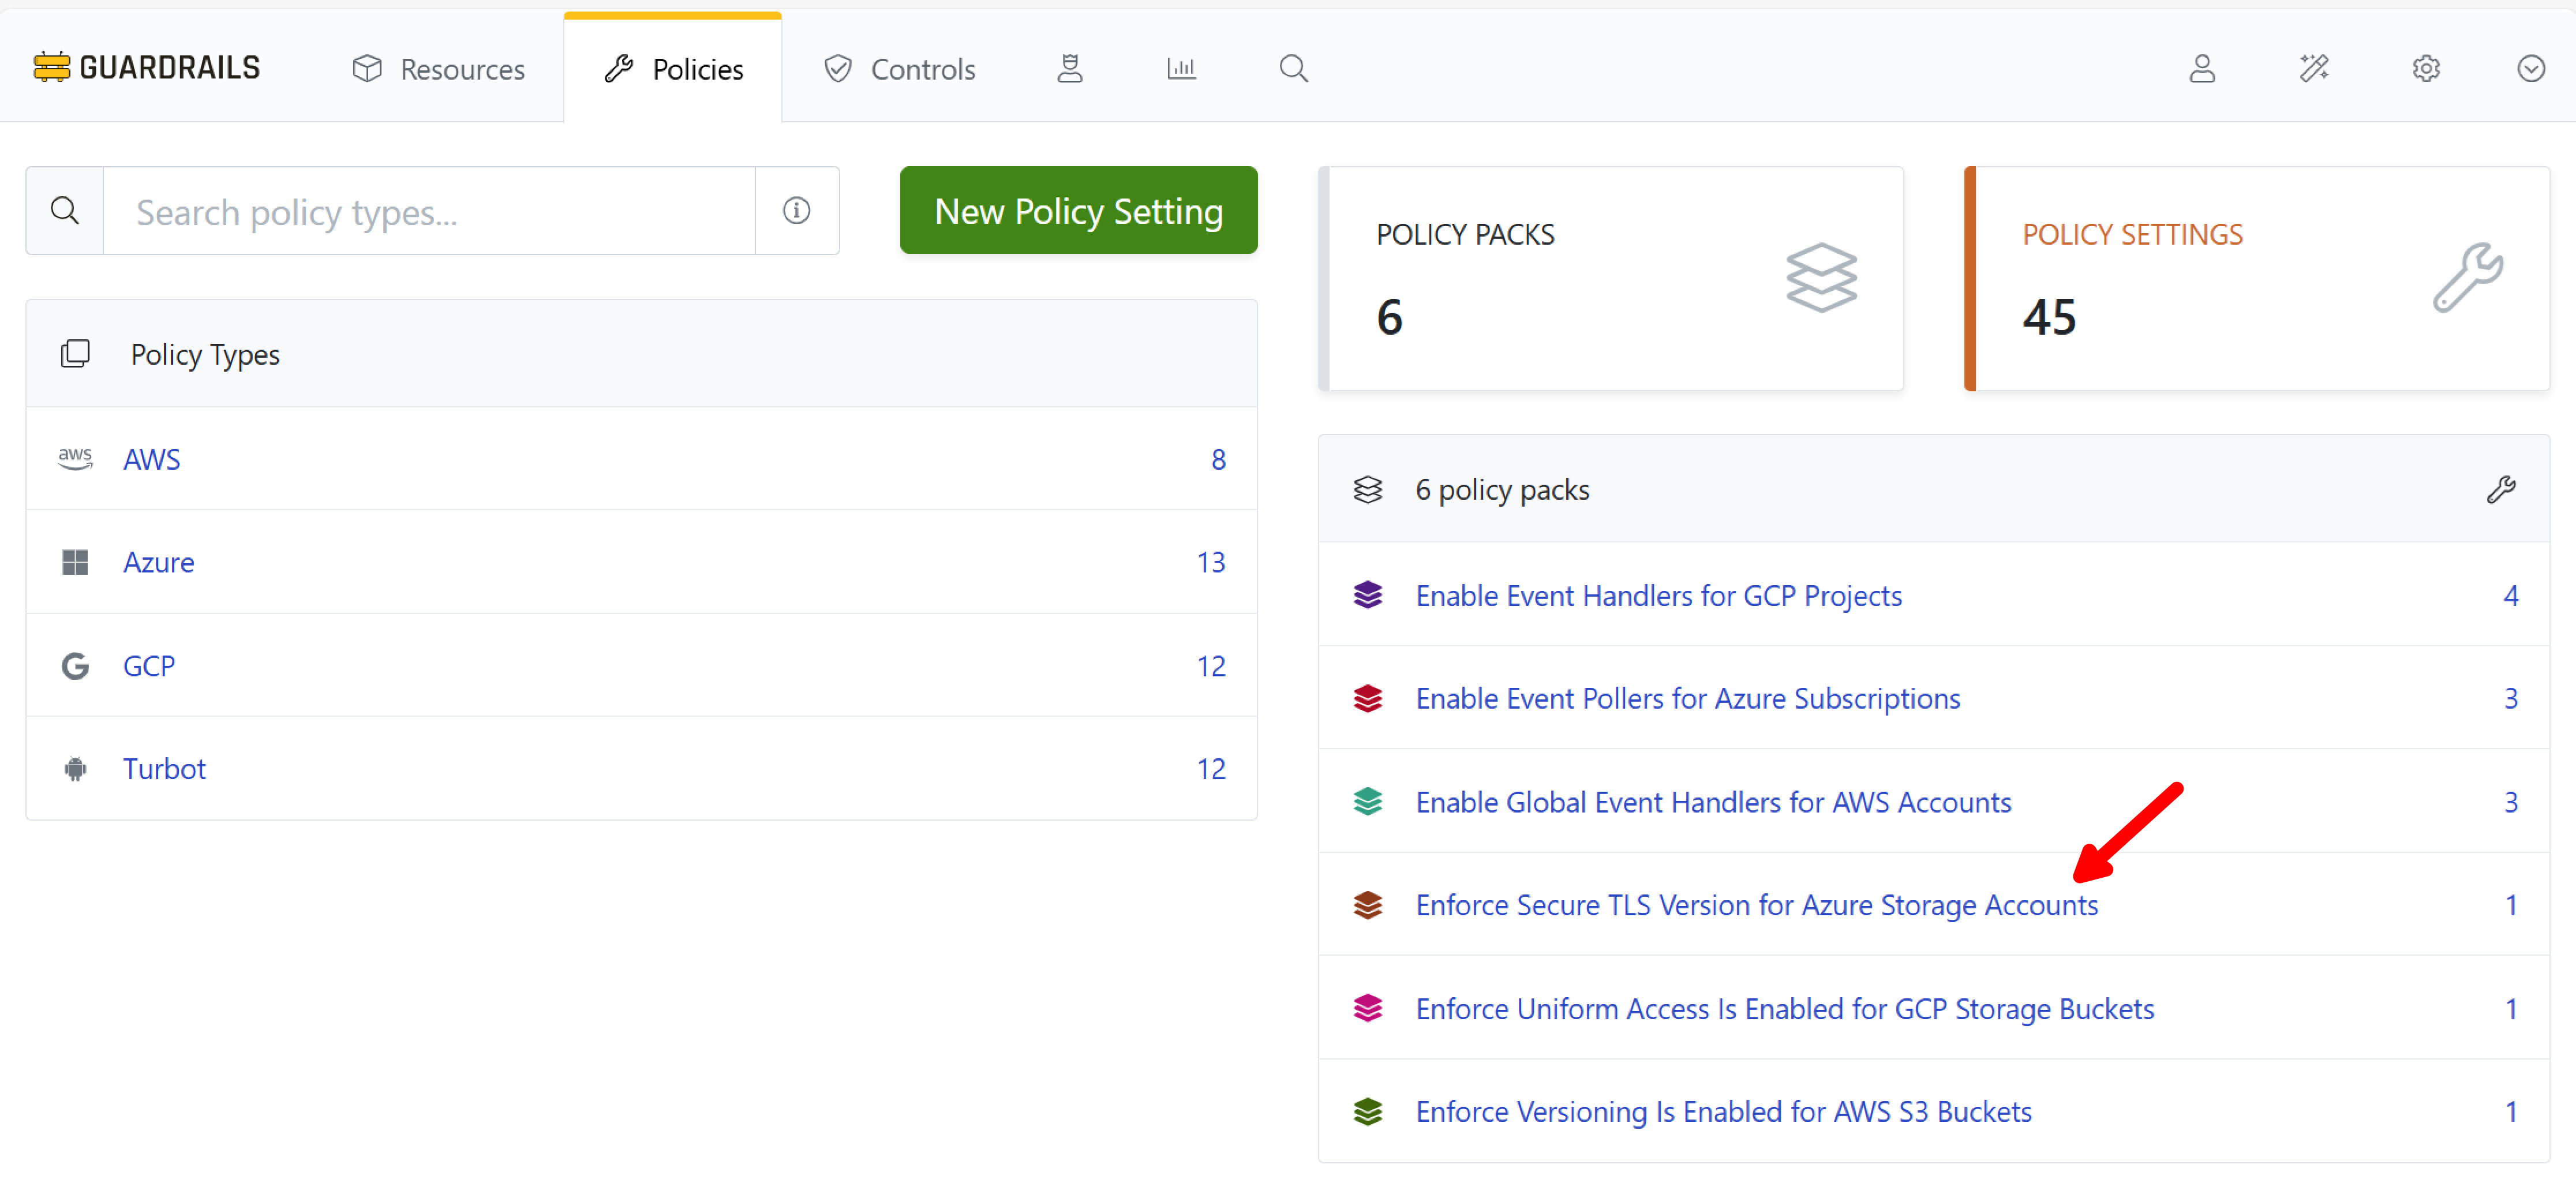 GUARDRAILS
Resources
Policies
Controls
Search policy types...
New Policy Setting
POLICY PACKS
6
POLICY SETTINGS
45
Policy Types
aws AWS 8
Azure 13
GCP 12
Turbot 12
6 policy packs
Enable Event Handlers for GCP Projects 4
Enable Event Pollers for Azure Subscriptions 3
Enable Global Event Handlers for AWS Accounts 3
Enforce Secure TLS Version for Azure Storage Accounts 1
Enforce Uniform Access Is Enabled for GCP Storage Buckets 1
Enforce Versioning Is Enabled for AWS S3 Buckets 1